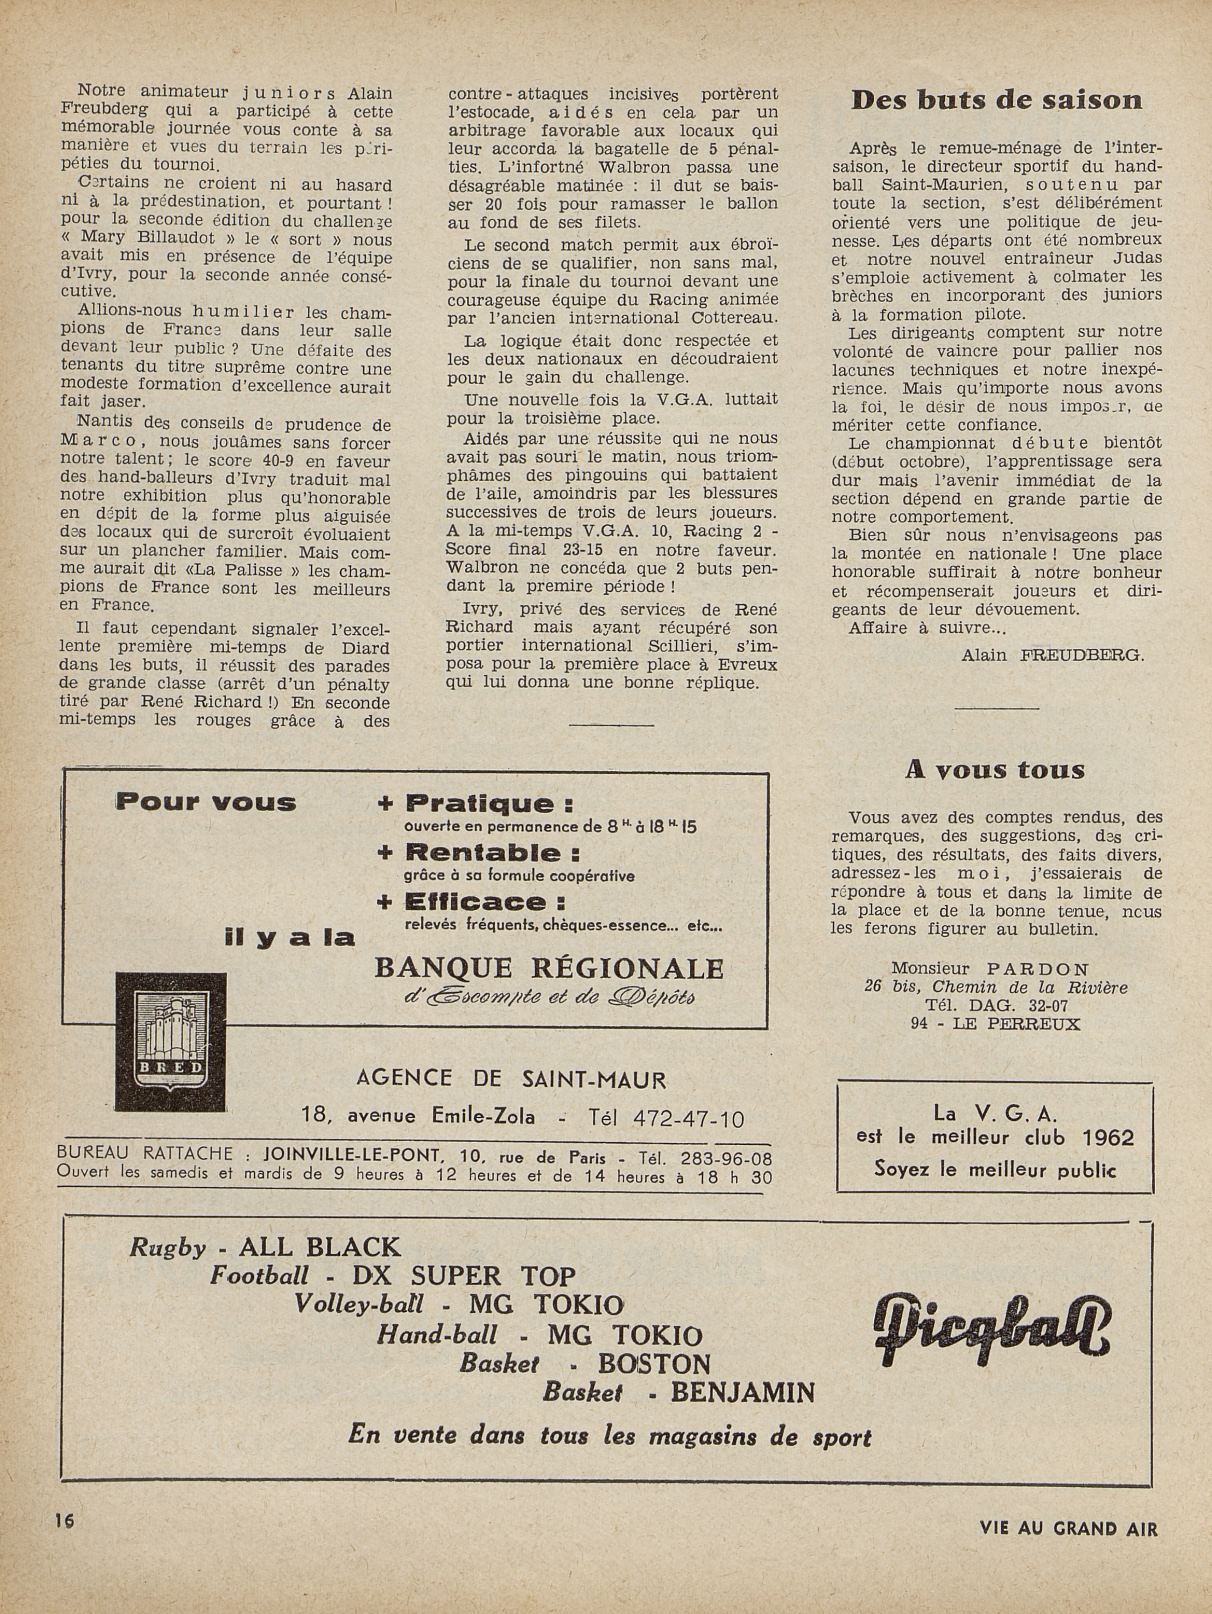 Notre animateur juniors Alain
Freubderg qui a participé à cette
mémorable journée vous conte à sa
manière et vues du terrain les péri-
péties du tournoi.
Certains ne croient ni au hasard
ni à la prédestination, et pourtant !
pour la seconde édition du challenge
« Mary Billaudot » le « sort » nous
avait mis en présence de l'équipe
d'Ivry, pour la seconde année consé-
cutive.
Allions-nous humilier les cham-
pions de France dans leur salle
devant leur public ? Une défaite des
tenants du titre suprême contre une
modeste formation d'excellence aurait
fait jaser.
Nantis des conseils de prudence de
Marco, nous jouâmes sans forcer
notre talent ; le score 40-9 en faveur
des hand-balleurs d'Ivry traduit mal
notre exhibition plus qu'honorable
en dépit de la forme plus aiguisée
des locaux qui de surcroît évoluaient
sur un plancher familier. Mais com-
me aurait dit «La Palisse » les cham-
pions de France sont les meilleurs
en France.
Il faut cependant signaler l'excel-
lente première mi-temps de Diard
dans les buts, il réussit des parades
de grande classe (arrêt d'un pénalty
tiré par René Richard !) En seconde
mi-temps les rouges grâce à des
contre-attaques incisives portèrent
l'estocade, aidés en cela par un
arbitrage favorable aux locaux qui
leur accorda la bagatelle de 5 pénal-
ties. L'infortné Walbron passa une
désagréable matinée : il dut se bais-
ser 20 fois pour ramasser le ballon
au fond de ses filets.
Le second match permit aux ébroï-
ciens de se qualifier, non sans mal,
pour la finale du tournoi devant une
courageuse équipe du Racing animée
par l'ancien international Cottereau.
La logique était donc respectée et
les deux nationaux en découdraient
pour le gain du challenge.
Une nouvelle fois la V.G.A. luttait
pour la troisième place.
Aidés par une réussite qui ne nous
avait pas souri le matin, nous triom-
phâmes des pingouins qui battaient
de l'aile, amoindris par les blessures
successives de trois de leurs joueurs.
A la mi-temps V.G.A. 10, Racing 2 -
Score final 23-15 en notre faveur.
Walbron ne concéda que 2 buts pen-
dant la premire période !
Ivry, privé des services de René
Richard mais ayant récupéré son
portier international Scillieri, s'im-
posa pour la première place à Evreux
qui lui donna une bonne réplique.
Des buts de saison
Après le remue-ménage de l'inter-
saison, le directeur sportif du hand-
ball Saint-Maurien, soutenu par
toute la section, s'est délibérément
orienté vers une politique de jeu-
nesse. Les départs ont été nombreux
et notre nouvel entraîneur Judas
s'emploie activement à colmater les
brèches en incorporant des juniors
à la formation pilote.
Les dirigeants comptent sur notre
volonté de vaincre pour pallier nos
lacunes techniques et notre inexpé-
rience. Mais qu'importe nous avons
la foi, le désir de nous imposer, de
mériter cette confiance.
Le championnat débute bientôt
(début octobre), l'apprentissage sera
dur mais l'avenir immédiat de la
section dépend en grande partie de
notre comportement.
Bien sûr nous n'envisageons pas
la montée en nationale ! Une place
honorable suffirait à notre bonheur
et récompenserait joueurs et diri-
geants de leur dévouement.
Affaire à suivre...
Alain FREUDBERG.
A vous tous
Vous avez des comptes rendus, des
remarques, des suggestions, des cri-
tiques, des résultats, des faits divers,
adressez-les moi, j'essaierais de
répondre à tous et dans la limite de
la place et de la bonne tenue, nous
les ferons figurer au bulletin.
Monsieur PARDON
26 bis, Chemin de la Rivière
Tél. DAG. 32-07
94 - LE PERREUX
Pour vous
+ Pratique :
ouverte en permanence de 8 H. à 18 H. 15
+ Rentable :
grâce à sa formule coopérative
+ Efficace :
relevés fréquents, chèques-essence... etc...
il y a la
BANQUE RÉGIONALE
d'Escompte et de Dépôts
BRED
AGENCE DE SAINT-MAUR
18, avenue Emile-Zola - Tél 472-47-10
BUREAU RATTACHE : JOINVILLE-LE-PONT, 10, rue de Paris - Tél. 283-96-08
Ouvert les samedis et mardis de 9 heures à 12 heures et de 14 heures à 18 h 30
La V. G. A.
est le meilleur club 1962
Soyez le meilleur public
Rugby - ALL BLACK
Football - DX SUPER TOP
Volley-ball - MG TOKIO
Hand-ball - MG TOKIO
Basket - BOSTON
Basket - BENJAMIN
Picqball
En vente dans tous les magasins de sport
16
VIE AU GRAND AIR